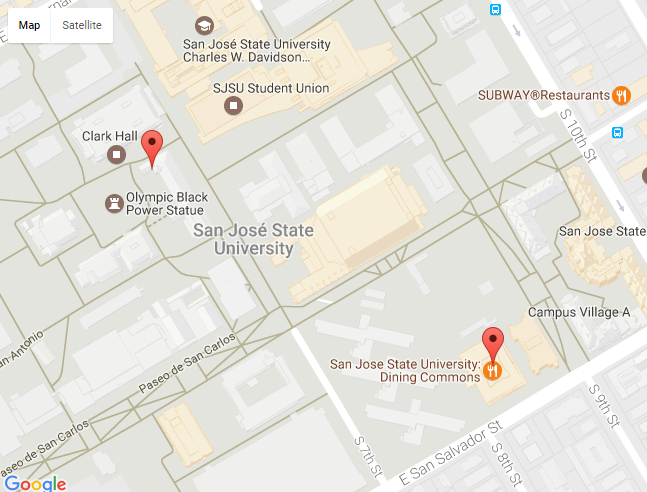 Map
Satellite
San José State University
Charles W. Davidson...
SJSU Student Union
SUBWAY®Restaurants
S 10th St
Clark Hall
Olympic Black
Power Statue
San José State
University
San Jose State
Campus Village A
an Antonio
Paseo de San Carlos
San Jose State University:
Dining Commons
S 9th St
Paseo de San Carlos
E San Salvador St
S 7th St
S 8th St
Google